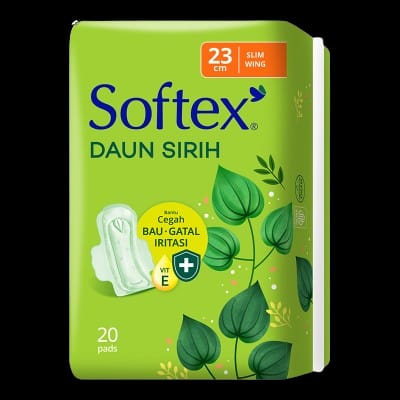 23
cm
SLIM
WING
Softex®
DAUN SIRIH
Bantu
Cegah
BAU · GATAL
IRITASI
VIT
E
20
pads